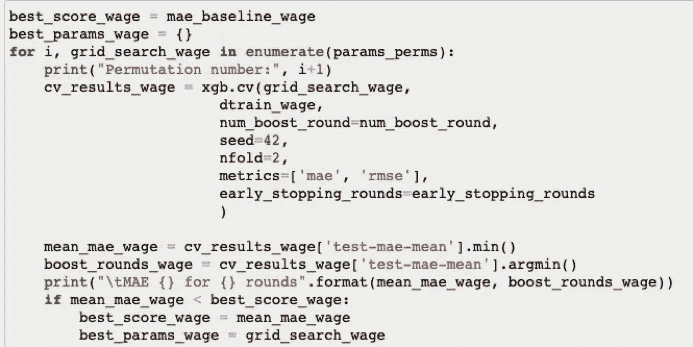 best_score_wage = mae_baseline_wage
best_params_wage = {}
for i, grid_search_wage in enumerate(params_perms):
    print("Permutation number:", i+1)
    cv_results_wage = xgb.cv(grid_search_wage,
                        dtrain_wage,
                        num_boost_round=num_boost_round,
                        seed=42,
                        nfold=2,
                        metrics=['mae', 'rmse'],
                        early_stopping_rounds=early_stopping_rounds
                        )
    mean_mae_wage = cv_results_wage['test-mae-mean'].min()
    boost_rounds_wage = cv_results_wage['test-mae-mean'].argmin()
    print("\tMAE {} for {} rounds".format(mean_mae_wage, boost_rounds_wage))
    if mean_mae_wage < best_score_wage:
        best_score_wage = mean_mae_wage
        best_params_wage = grid_search_wage